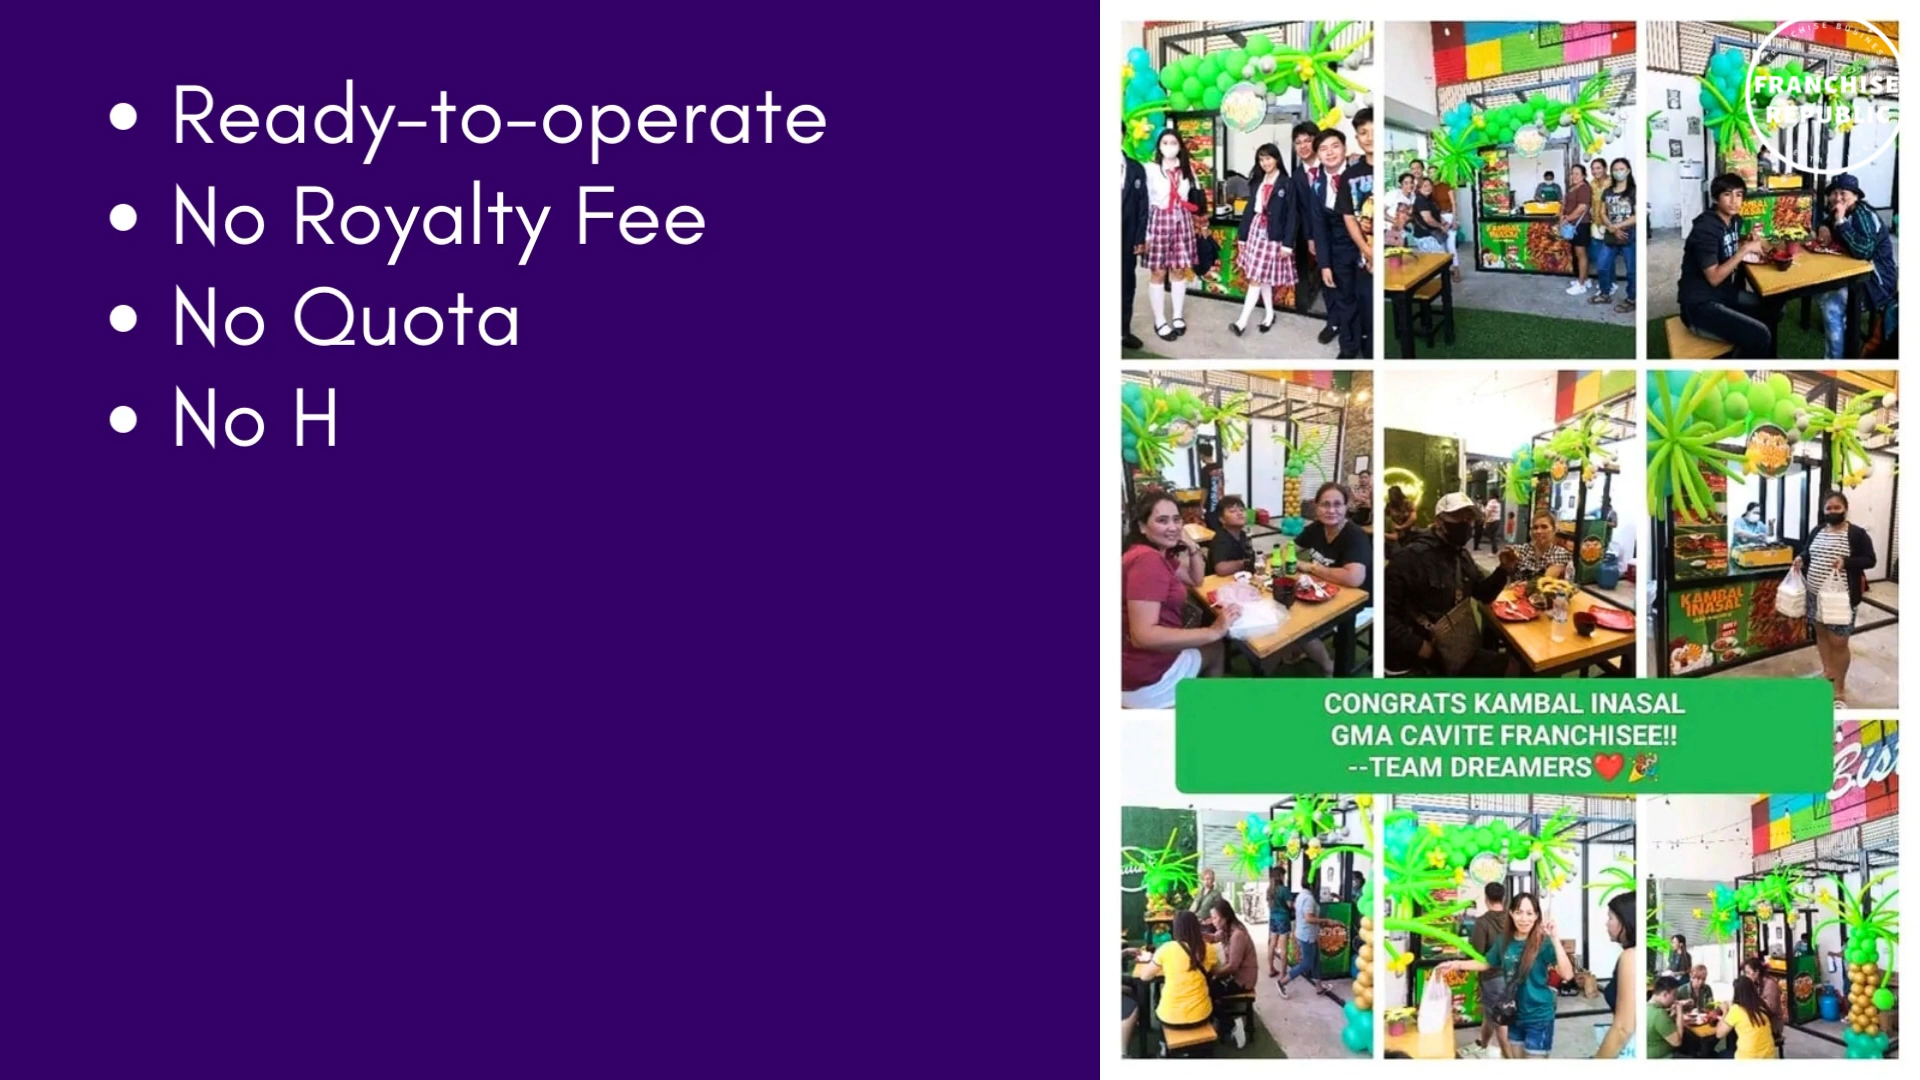 Ready-to-operate
No Royalty Fee
No Quota
No H
FRANCHISE
REPUBLIC
KAMBAL
INASAL
CONGRATS KAMBAL INASAL
GMA CAVITE FRANCHISEE!!
--TEAM DREAMERS❤️🎉